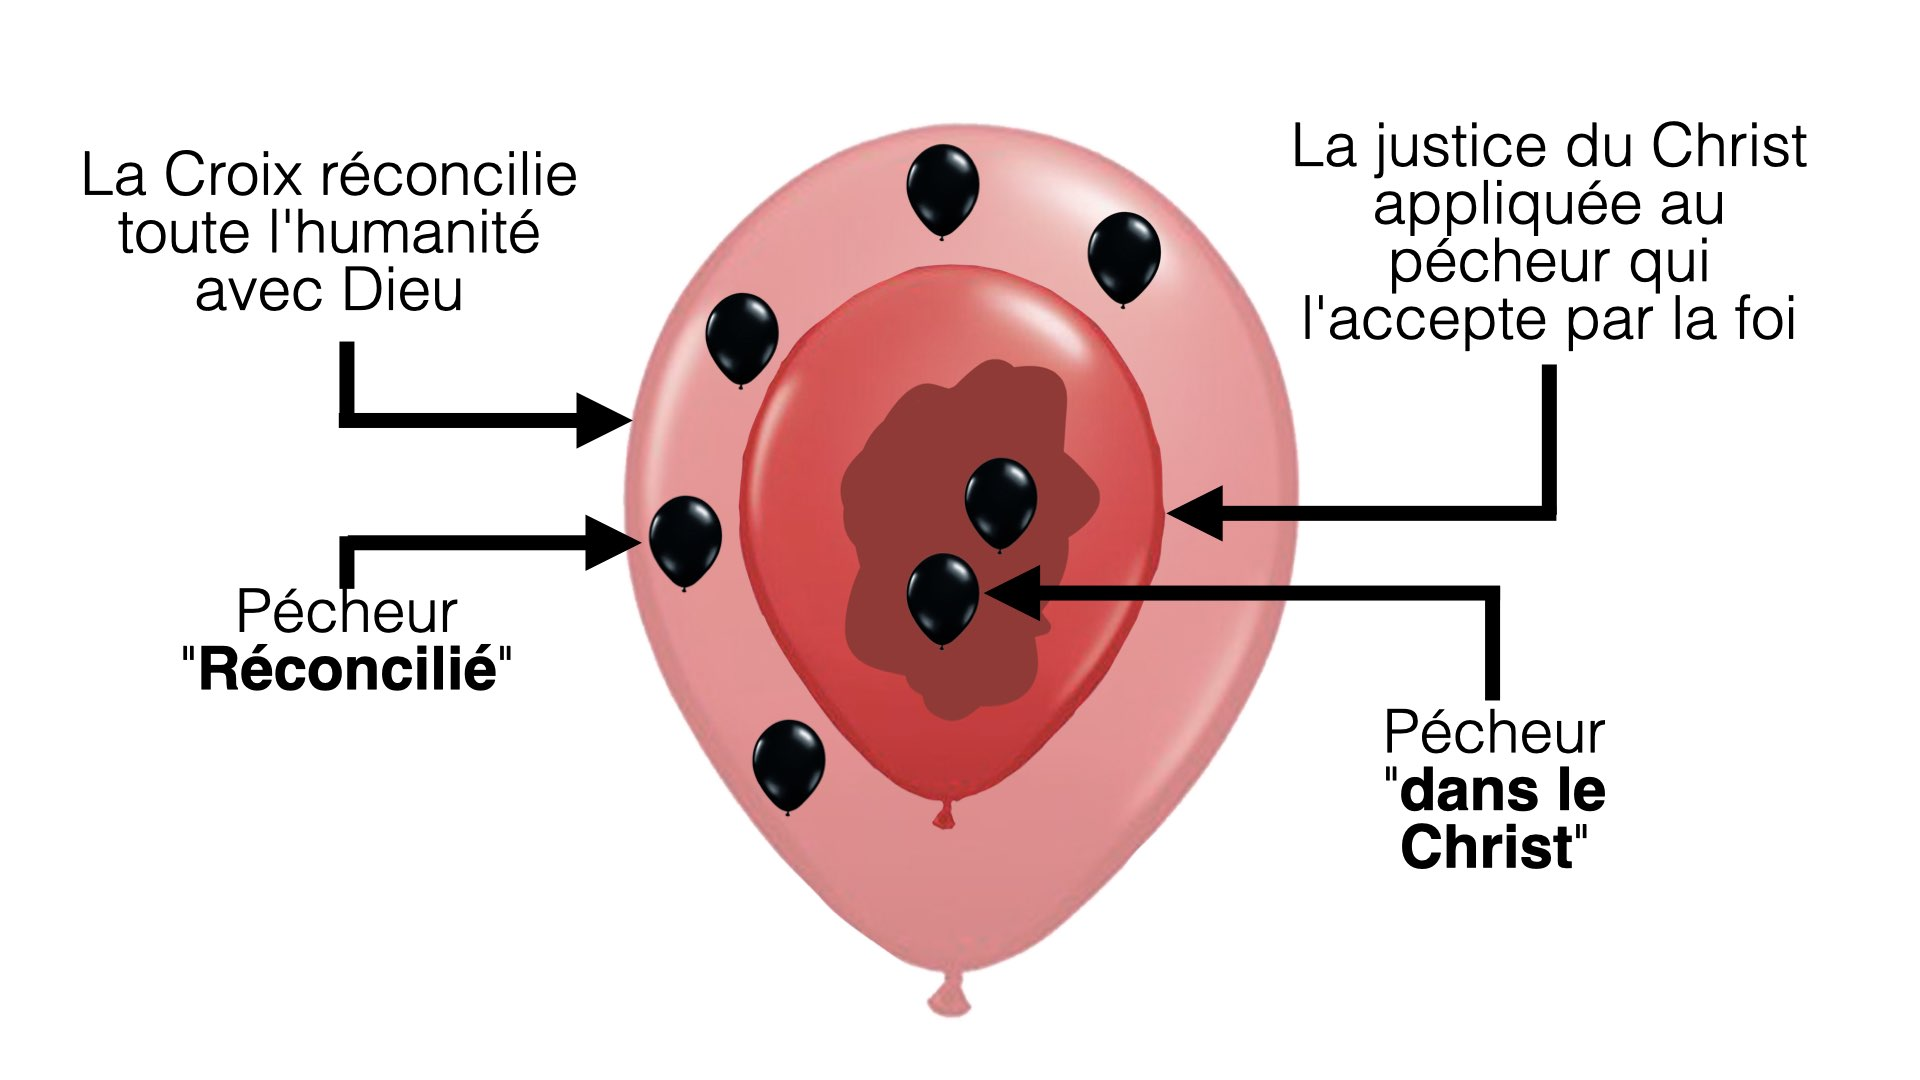 La Croix réconcilie
toute l'humanité
avec Dieu
Pécheur
"Réconcilié"
La justice du Christ
appliquée au
pécheur qui
l'accepte par la foi
Pécheur
"dans le
Christ"